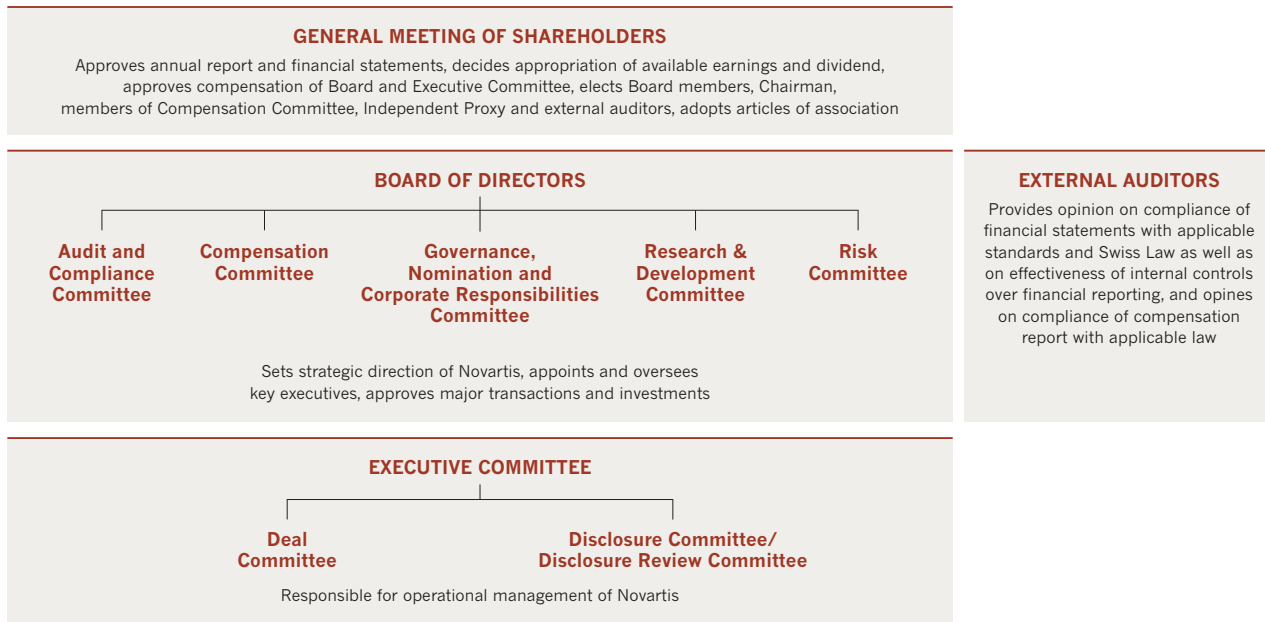 GENERAL MEETING OF SHAREHOLDERS
Approves annual report and financial statements, decides appropriation of available earnings and dividend,
approves compensation of Board and Executive Committee, elects Board members, Chairman,
members of Compensation Committee, Independent Proxy and external auditors, adopts articles of association
BOARD OF DIRECTORS
Audit and
Compliance
Committee
Compensation
Committee
Governance,
Nomination and
Corporate Responsibilities
Committee
Research &
Development
Committee
Risk
Committee
Sets strategic direction of Novartis, appoints and oversees
key executives, approves major transactions and investments
EXTERNAL AUDITORS
Provides opinion on compliance of
financial statements with applicable
standards and Swiss Law as well as
on effectiveness of internal controls
over financial reporting, and opines
on compliance of compensation
report with applicable law
EXECUTIVE COMMITTEE
Deal
Committee
Disclosure Committee/
Disclosure Review Committee
Responsible for operational management of Novartis